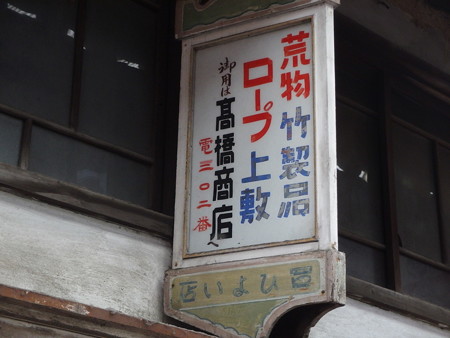 荒物 竹製品
ロープ 上敷
御用は髙橋商店へ
電三〇二番
買ひよい店